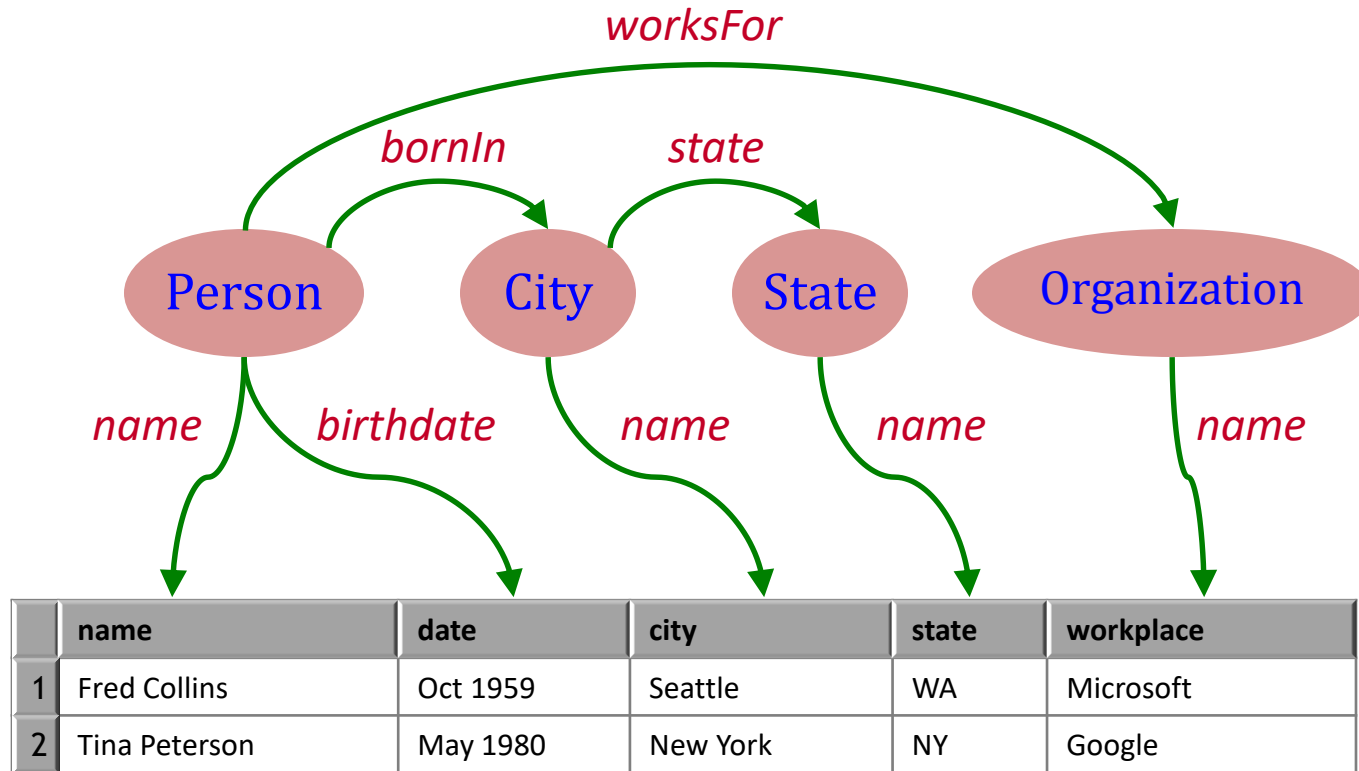 worksFor
bornIn state
Person City State Organization
name birthdate name name name
name date city state workplace
1 Fred Collins Oct 1959 Seattle WA Microsoft
2 Tina Peterson May 1980 New York NY Google